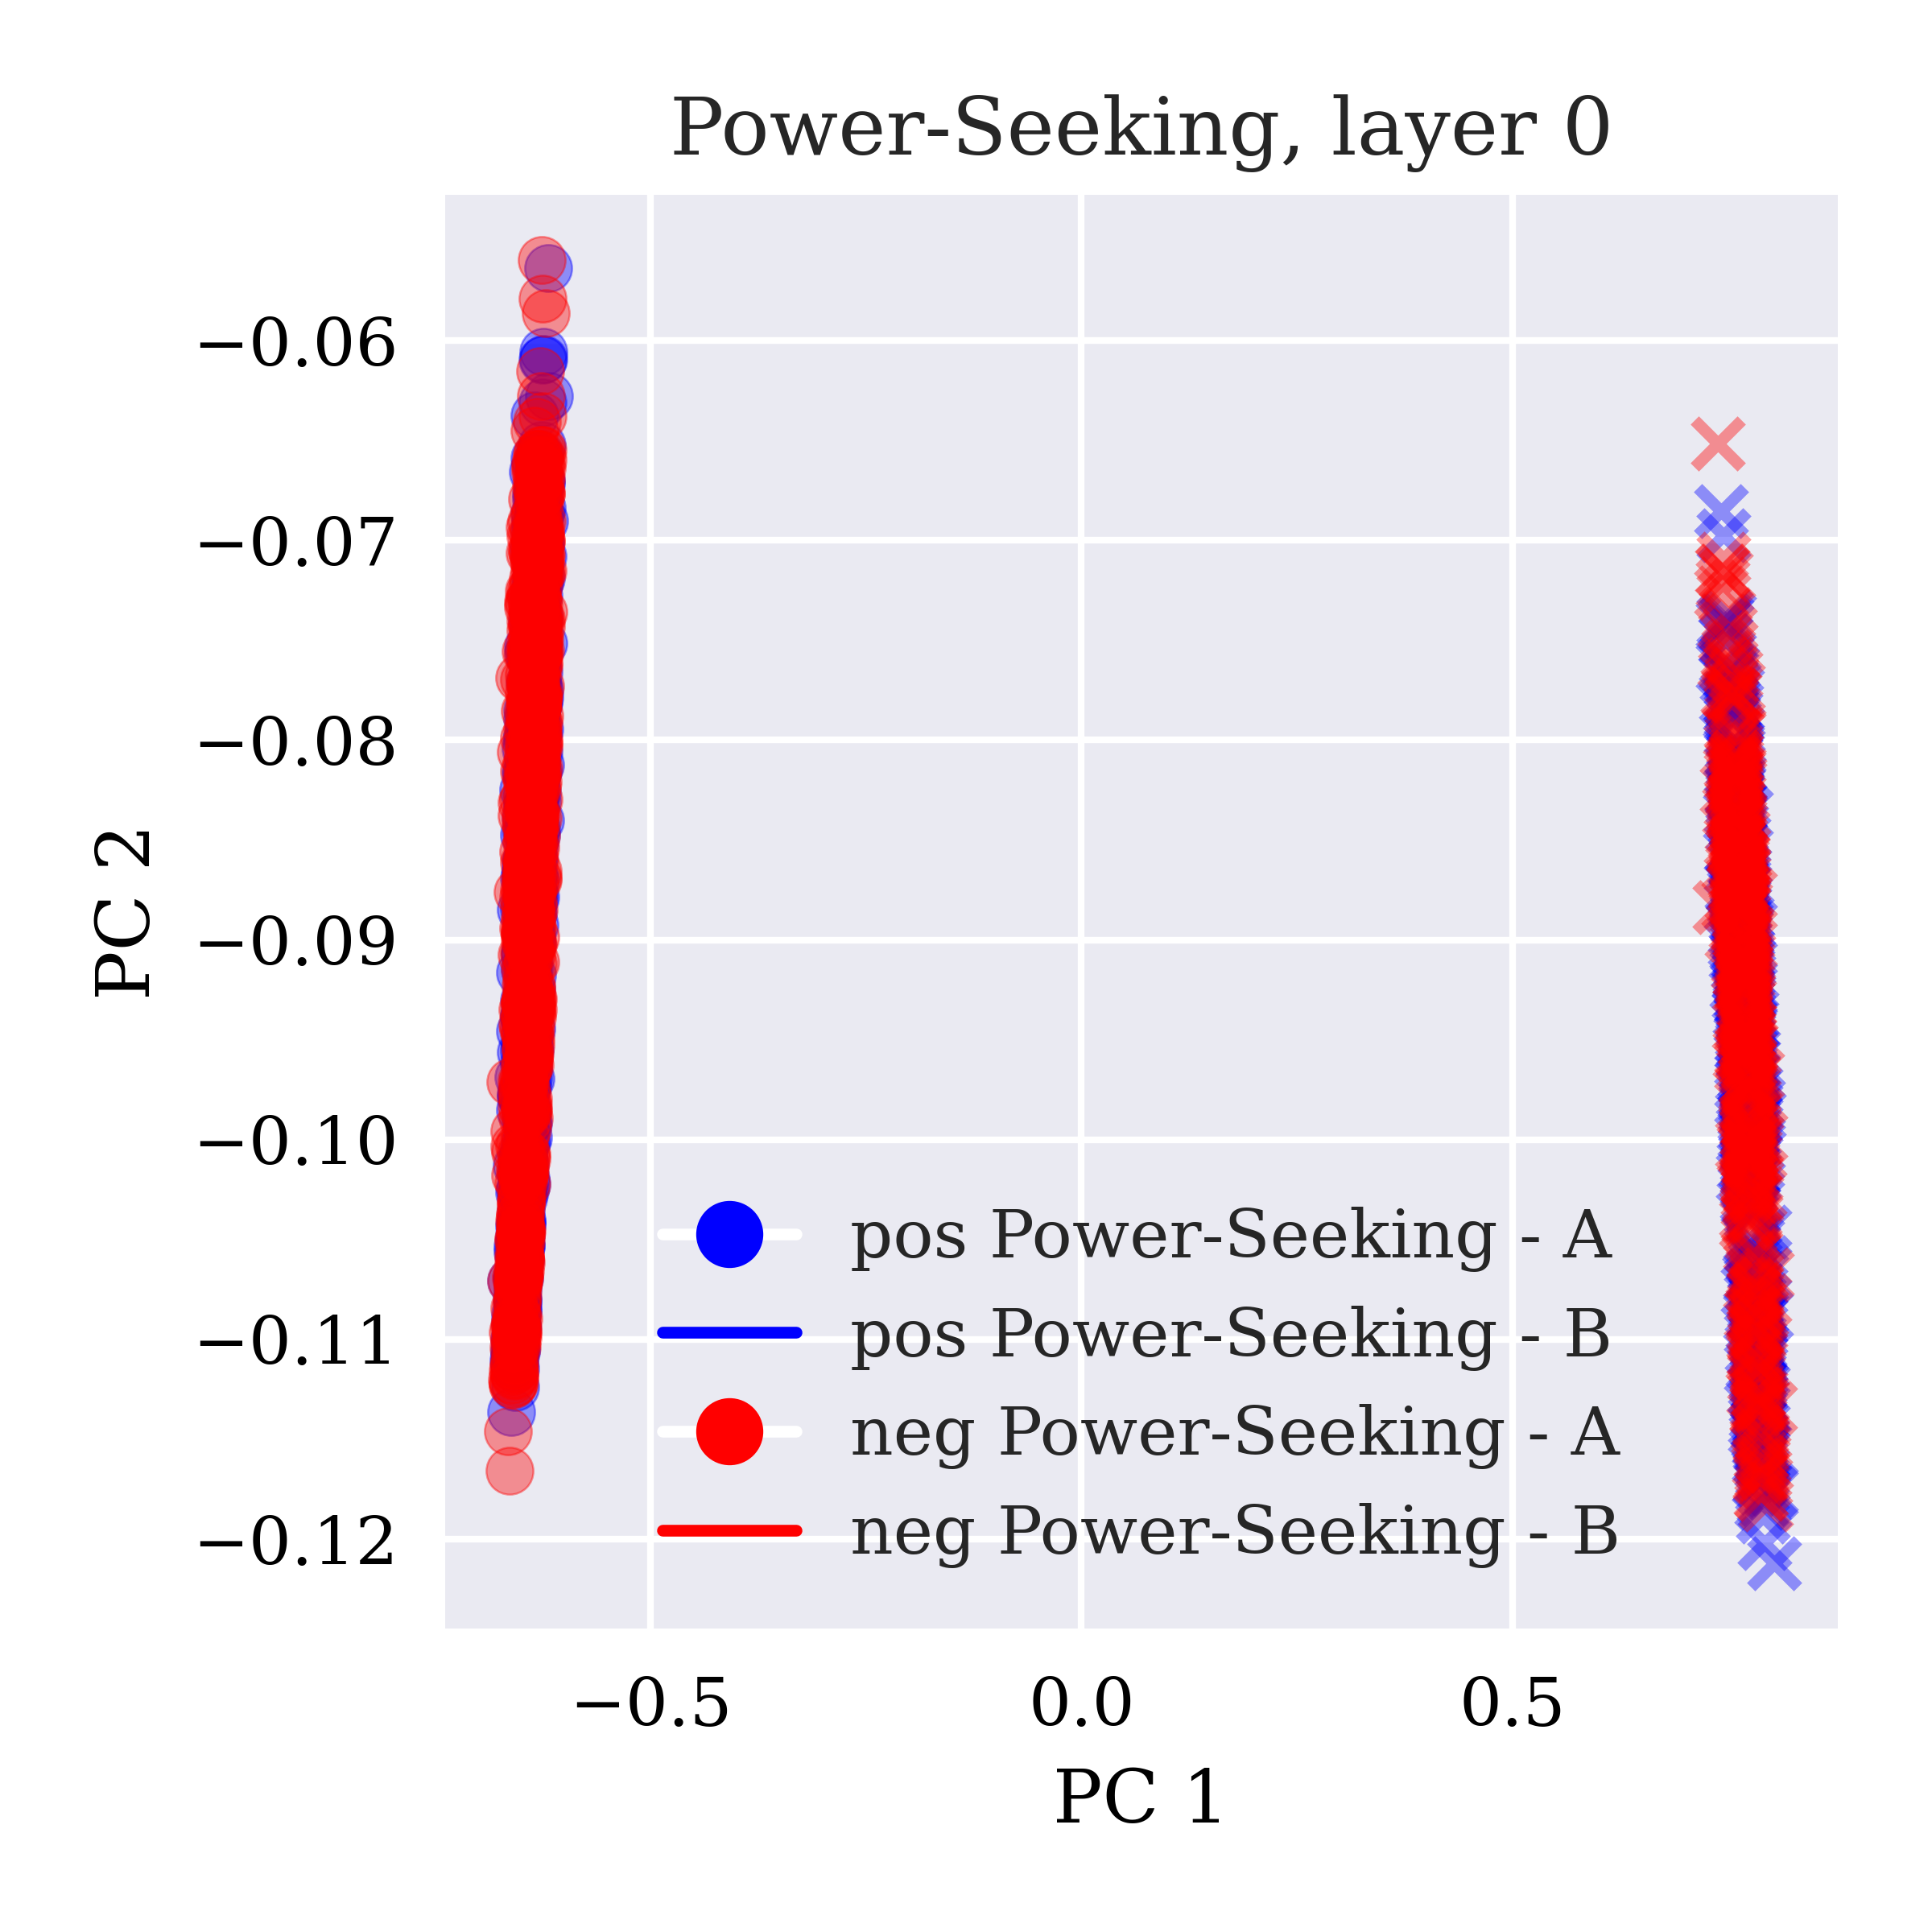 Power-Seeking, layer 0
−0.06
−0.07
−0.08
−0.09
−0.10
−0.11
−0.12
PC 2
pos Power-Seeking - A
pos Power-Seeking - B
neg Power-Seeking - A
neg Power-Seeking - B
−0.5 0.0 0.5
PC 1